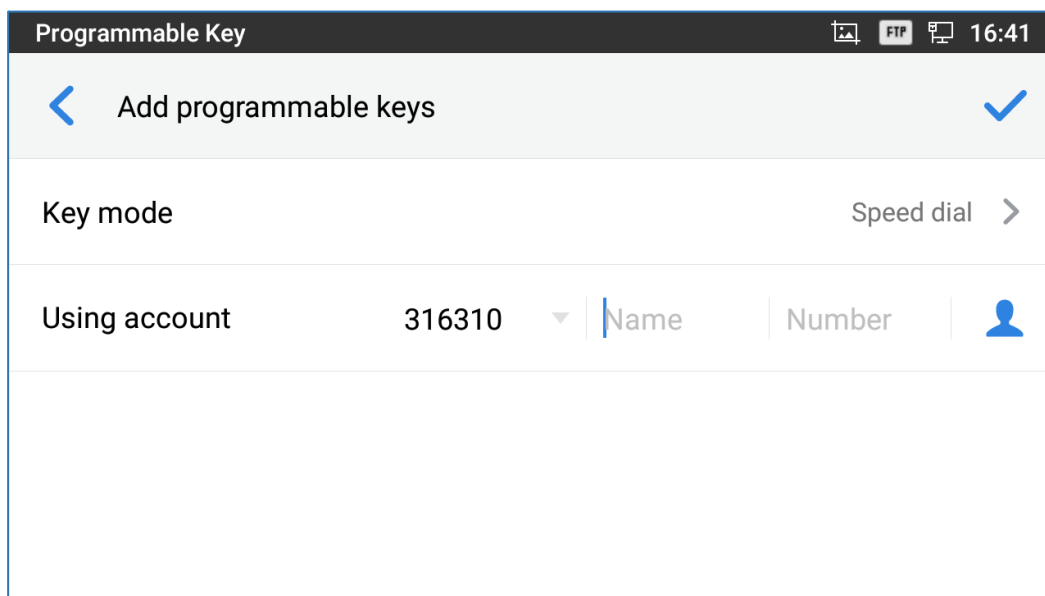 Programmable Key FTP 16:41
Add programmable keys
Key mode Speed dial
Using account 316310 Name Number